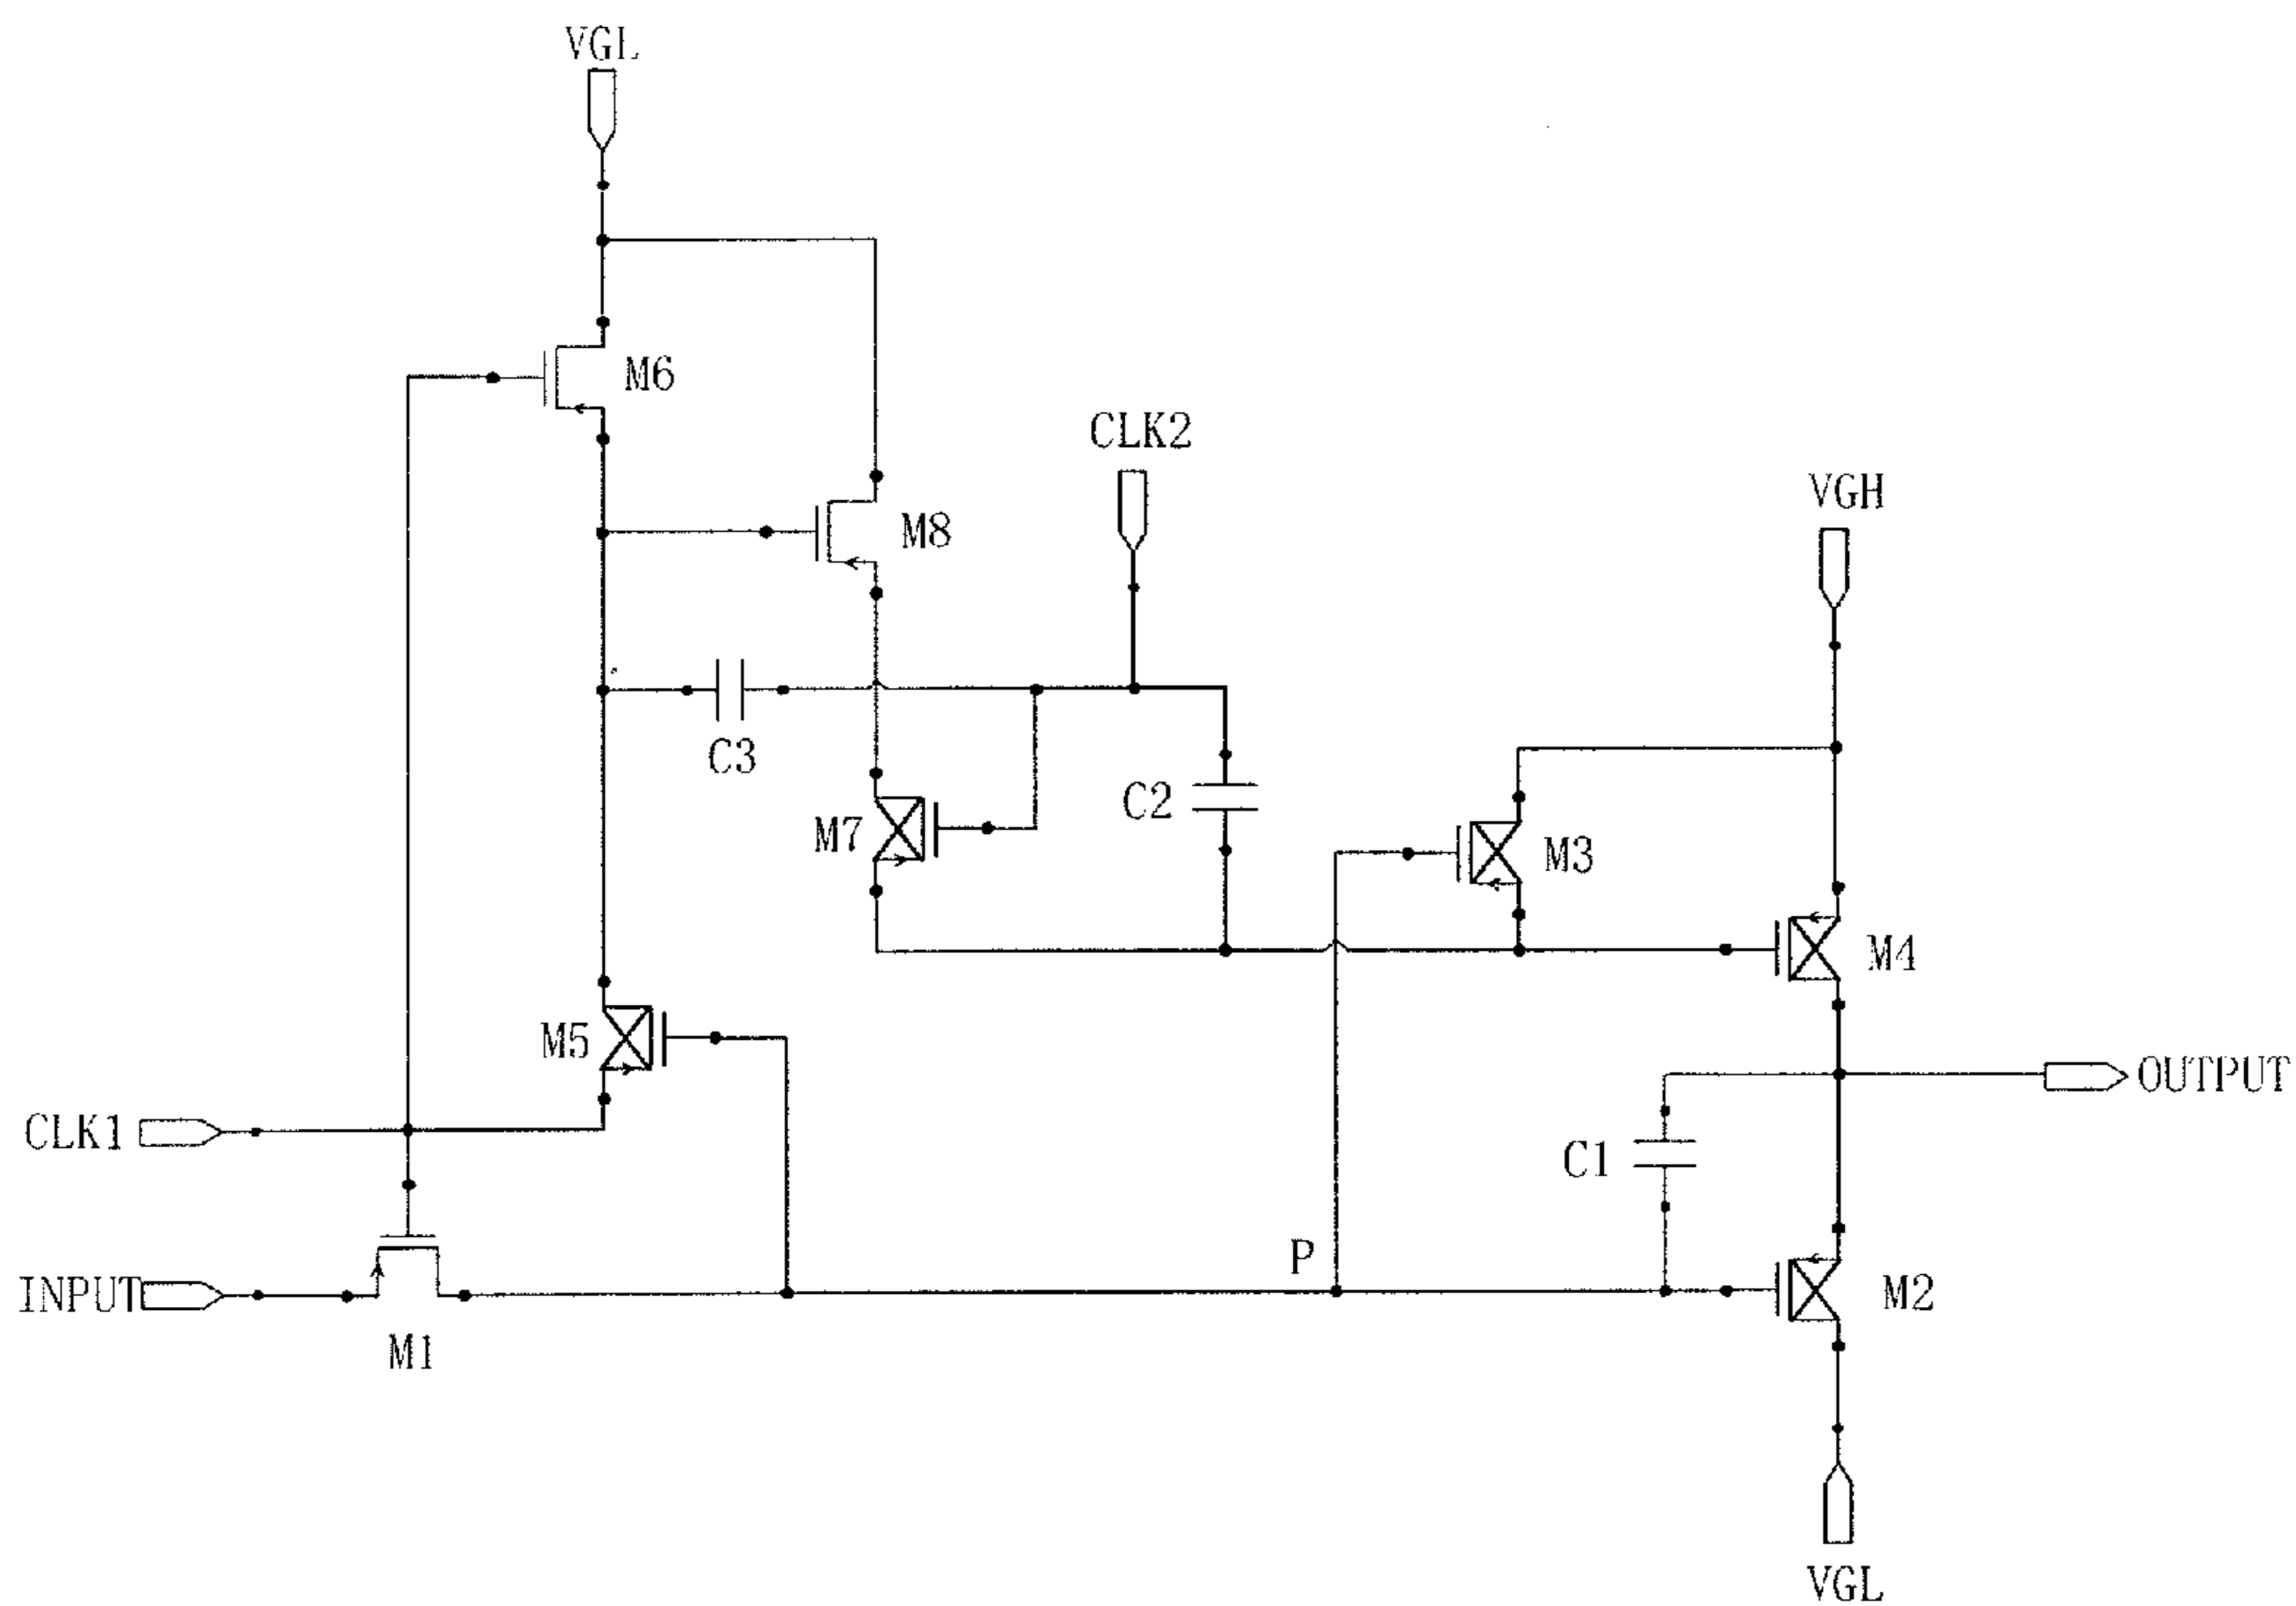 VGL
M6
CLK2
VGH
M8
C3
C2
M7
M3
M4
M5
OUTPUT
CLK1
C1
P
INPUT
M2
M1
VGL